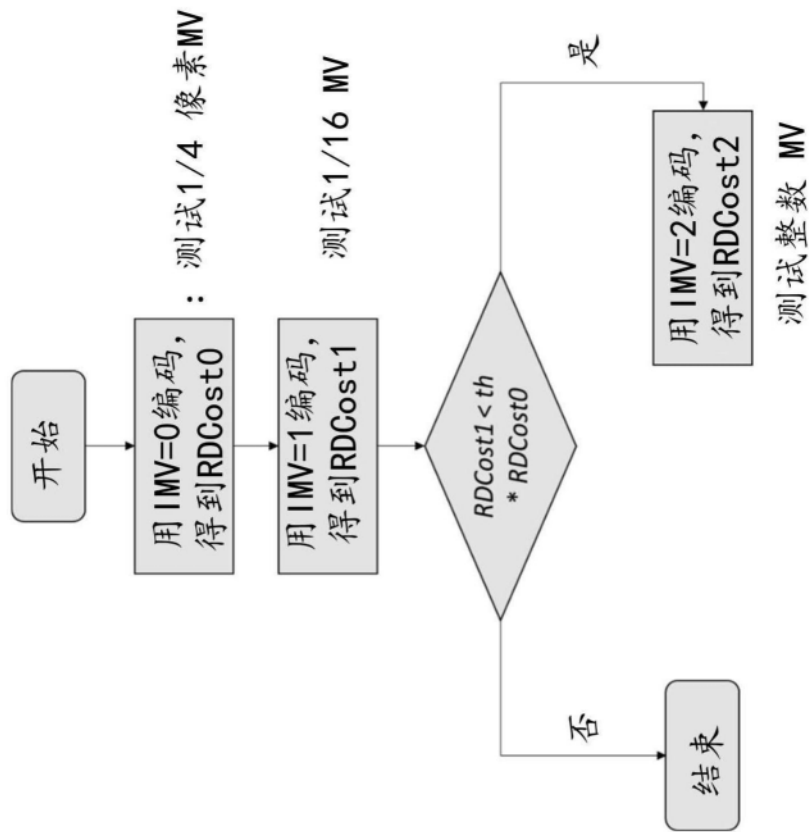 开始
用IMV=0编码,
得到RDCost0
: 测试1/4 像素MV
用IMV=1编码,
得到RDCost1
测试1/16 MV
RDCost1 < th
* RDCost0
是
否
用IMV=2编码,
得到RDCost2
测试整数 MV
结束